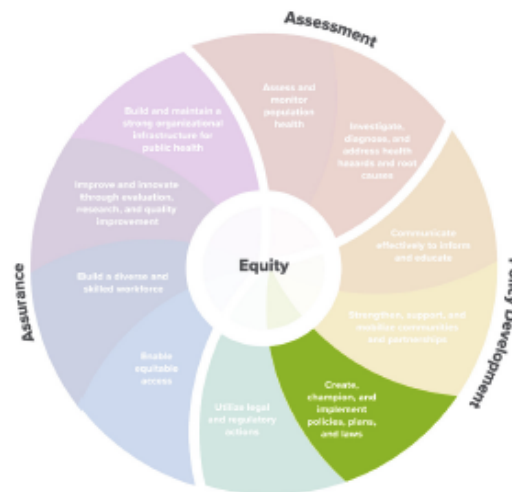 Assessment
Assess and
monitor
population
health
Investigate,
diagnose, and
address health
hazards and root
causes
Communicate
effectively to inform
and educate
Strengthen, support, and
mobilize communities
and partnerships
Policy Development
Create,
champion, and
implement
policies, plans,
and laws
Utilize legal
and regulatory
actions
Enable
equitable
access
Build a diverse and
skilled workforce
Improve and innovate
through evaluation,
research, and quality
improvement
Build and maintain a
strong organizational
infrastructure for
public health
Assurance
Equity